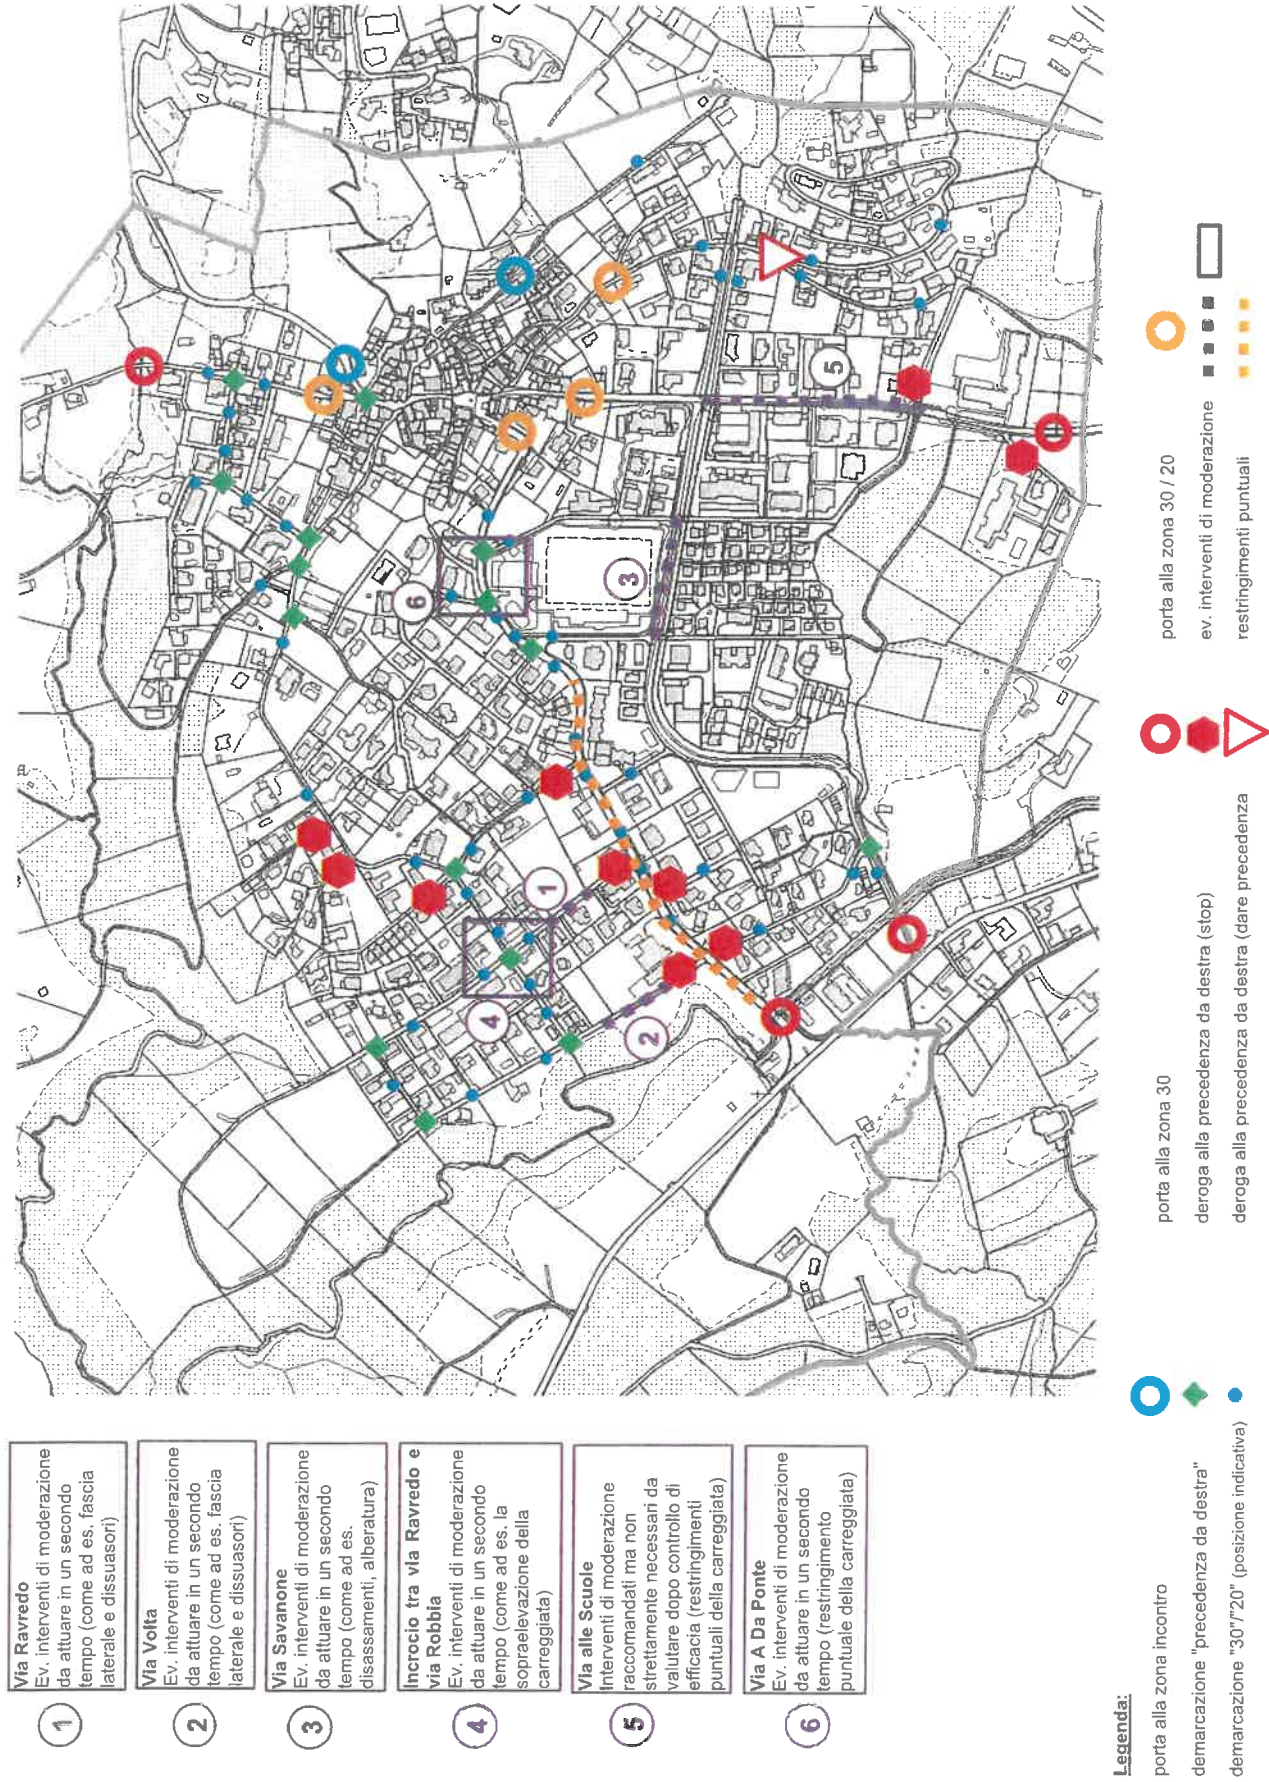 1
Via Ravredo
Ev. interventi di moderazione
da attuare in un secondo
tempo (come ad es. fascia
laterale e dissuasori)
2
Via Volta
Ev. interventi di moderazione
da attuare in un secondo
tempo (come ad es. fascia
laterale e dissuasori)
3
Via Savanone
Ev. interventi di moderazione
da attuare in un secondo
tempo (come ad es.
disassamenti, alberatura)
4
Incrocio tra via Ravredo e
via Robbia
Ev. interventi di moderazione
da attuare in un secondo
tempo (come ad es. la
sopraelevazione della
carreggiata)
5
Via alle Scuole
Interventi di moderazione
raccomandati ma non
strettamente necessari da
valutare dopo controllo di
efficacia (restringimenti
puntuali della carreggiata)
6
Via A Da Ponte
Ev. interventi di moderazione
da attuare in un secondo
tempo (restringimento
puntuale della carreggiata)
6
3
5
1
4
2
Legenda:
porta alla zona incontro
demarcazione "precedenza da destra"
demarcazione "30"/"20" (posizione indicativa)
porta alla zona 30
deroga alla precedenza da destra (stop)
deroga alla precedenza da destra (dare precedenza
porta alla zona 30 / 20
ev. interventi di moderazione
restringimenti puntuali